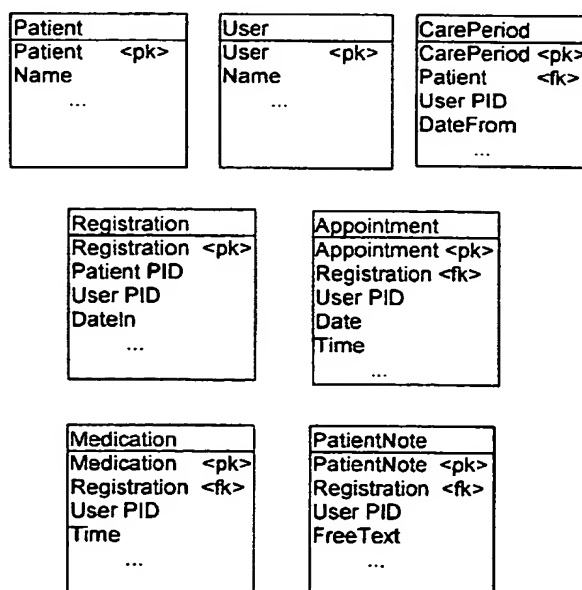 Patient
Patient <pk>
Name
...
User
User <pk>
Name
...
CarePeriod
CarePeriod <pk>
Patient <fk>
User PID
DateFrom
...
Registration
Registration <pk>
Patient PID
User PID
DateIn
...
Appointment
Appointment <pk>
Registration <fk>
User PID
Date
Time
...
Medication
Medication <pk>
Registration <fk>
User PID
Time
...
PatientNote
PatientNote <pk>
Registration <fk>
User PID
FreeText
...